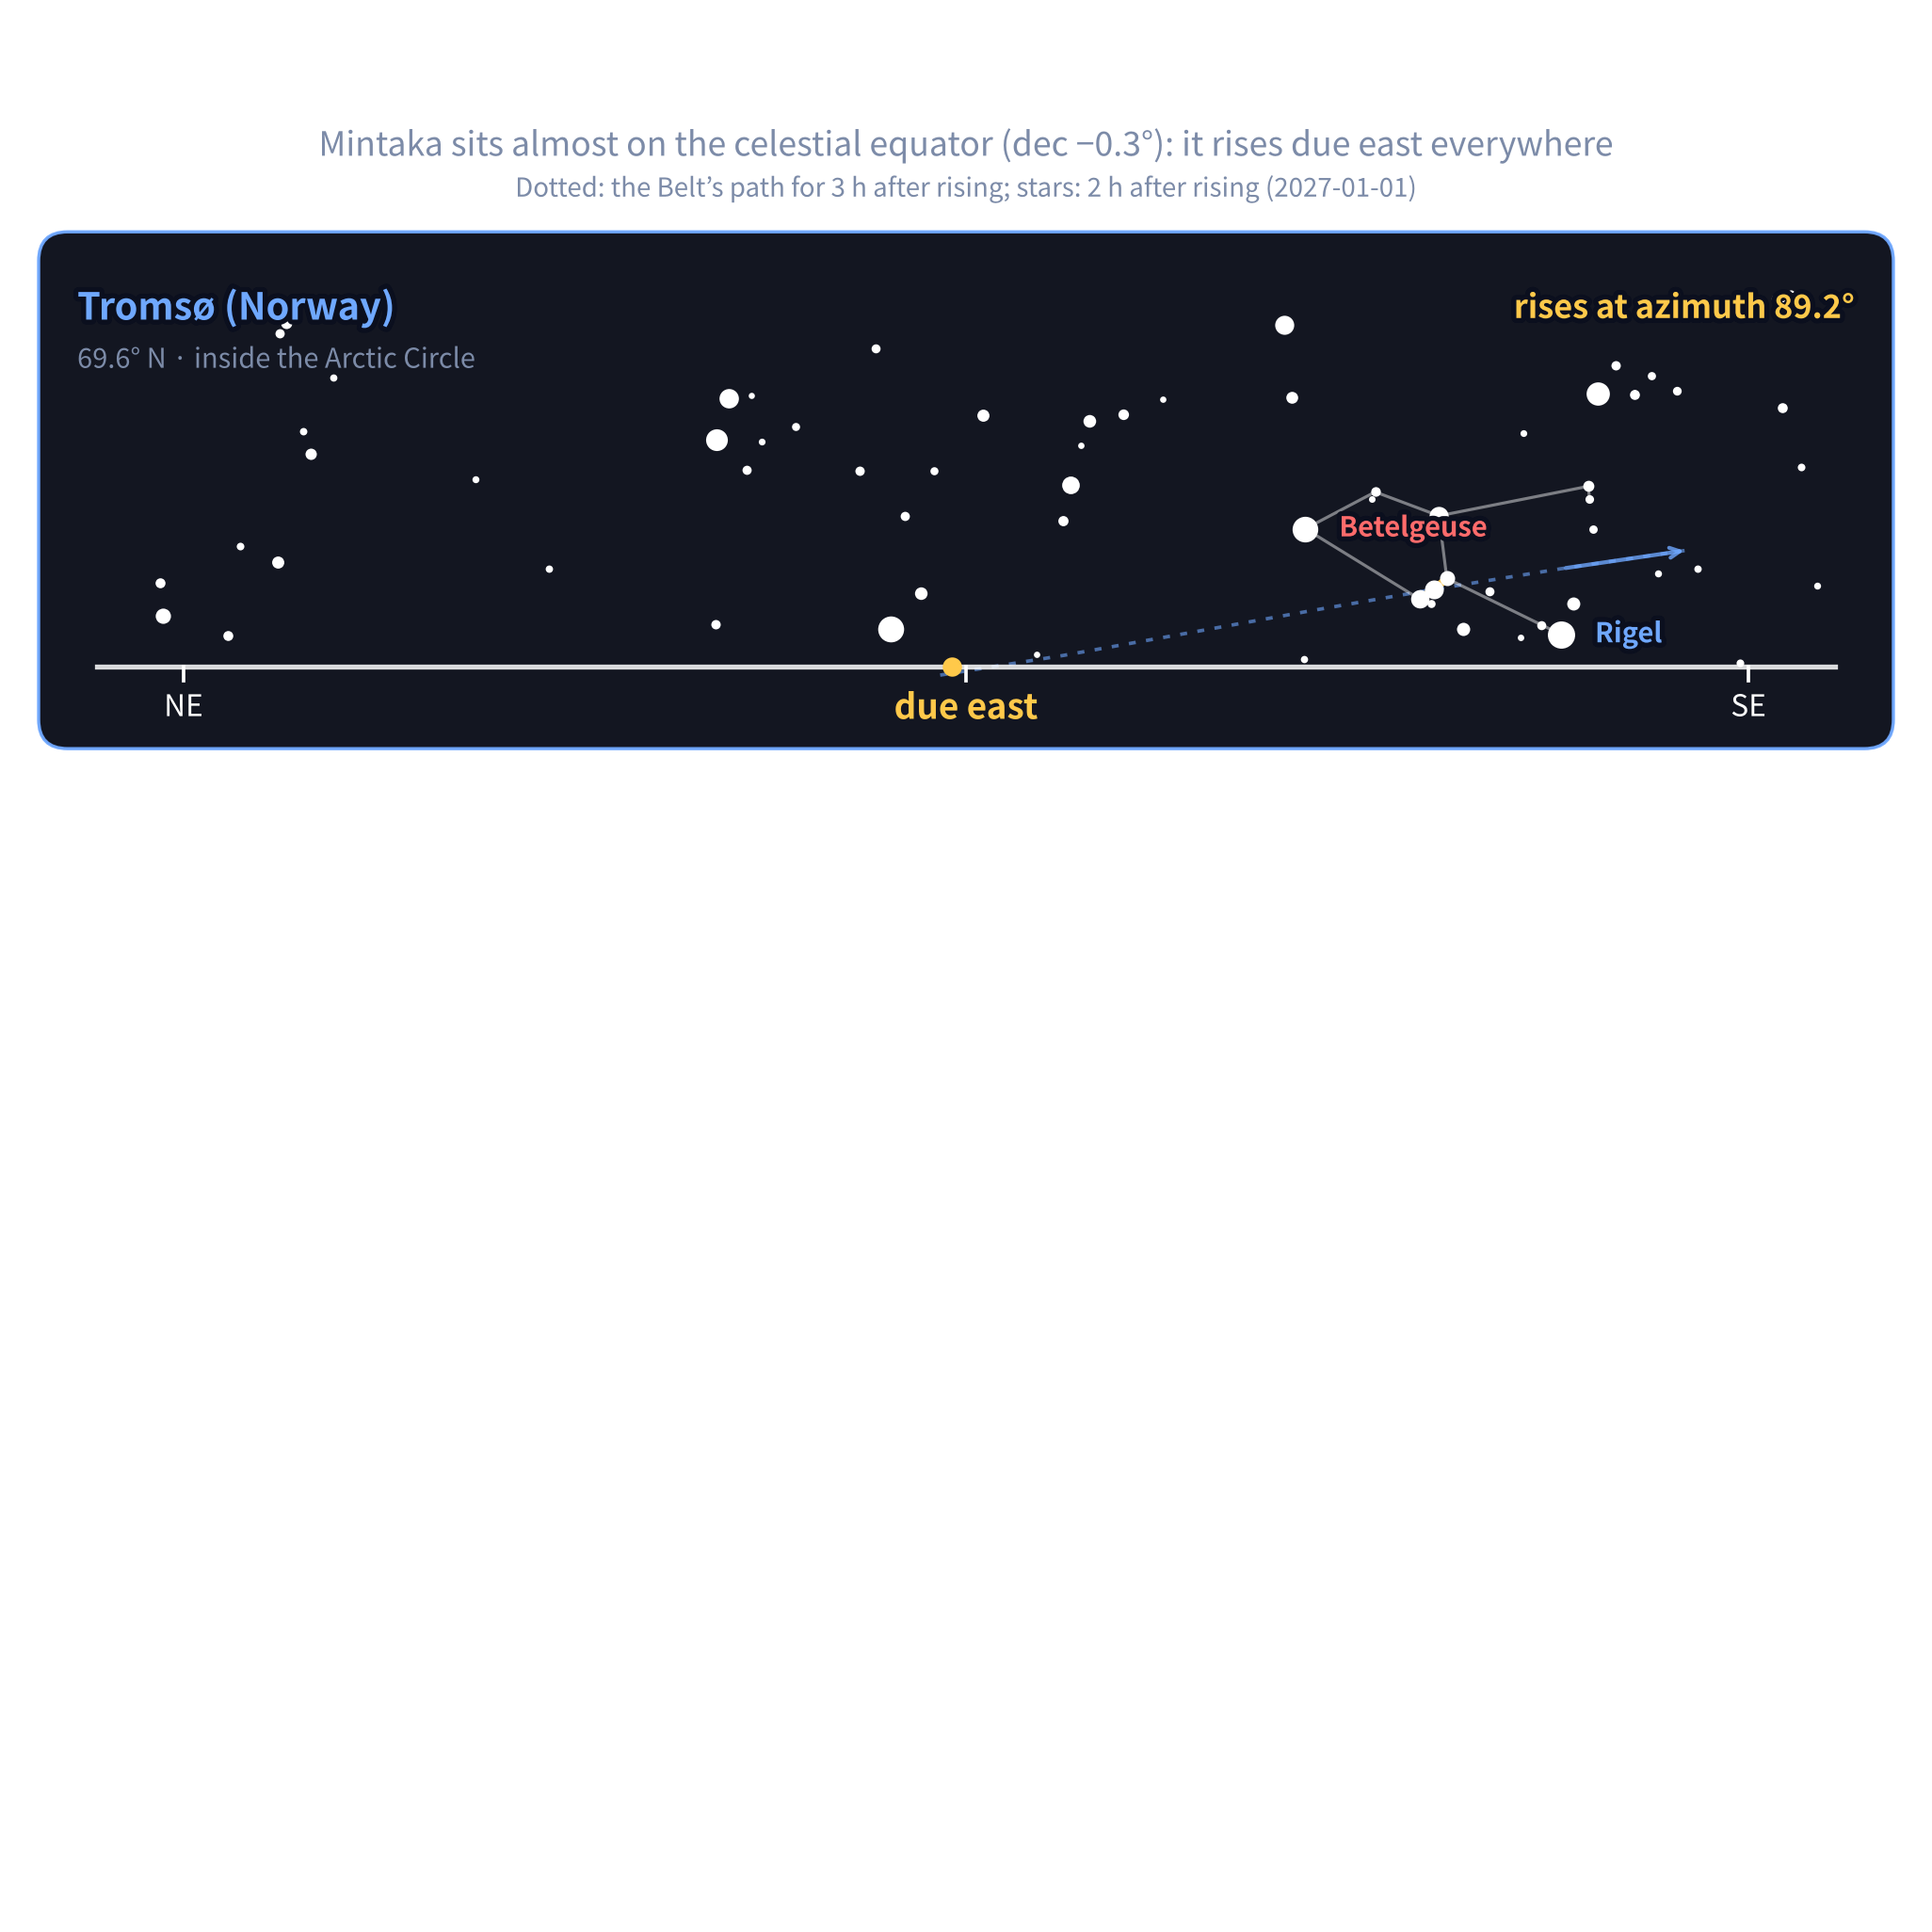 Mintaka sits almost on the celestial equator (dec −0.3°): it rises due east everywhere
Dotted: the Belt’s path for 3 h after rising; stars: 2 h after rising (2027-01-01)
Tromsø (Norway)
rises at azimuth 89.2°
69.6° N · inside the Arctic Circle
Betelgeuse
Rigel
NE
due east
SE